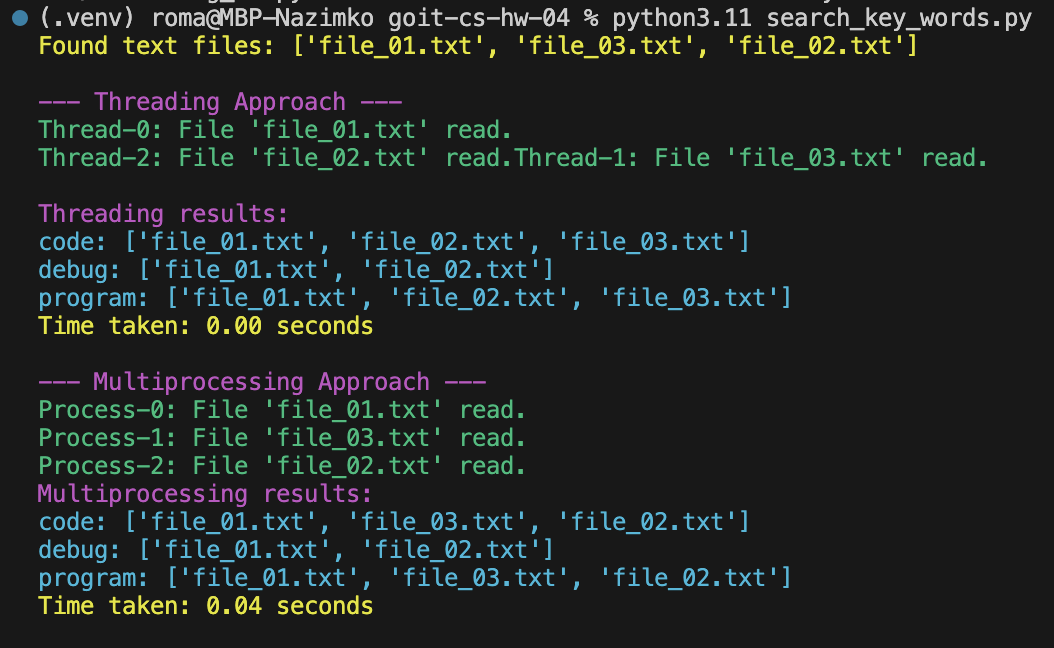 (.venv) roma@MBP-Nazimko goit-cs-hw-04 % python3.11 search_key_words.py
Found text files: ['file_01.txt', 'file_03.txt', 'file_02.txt']
--- Threading Approach ---
Thread-0: File 'file_01.txt' read.
Thread-2: File 'file_02.txt' read.Thread-1: File 'file_03.txt' read.
Threading results:
code: ['file_01.txt', 'file_02.txt', 'file_03.txt']
debug: ['file_01.txt', 'file_02.txt']
program: ['file_01.txt', 'file_02.txt', 'file_03.txt']
Time taken: 0.00 seconds
--- Multiprocessing Approach ---
Process-0: File 'file_01.txt' read.
Process-1: File 'file_03.txt' read.
Process-2: File 'file_02.txt' read.
Multiprocessing results:
code: ['file_01.txt', 'file_03.txt', 'file_02.txt']
debug: ['file_01.txt', 'file_02.txt']
program: ['file_01.txt', 'file_03.txt', 'file_02.txt']
Time taken: 0.04 seconds